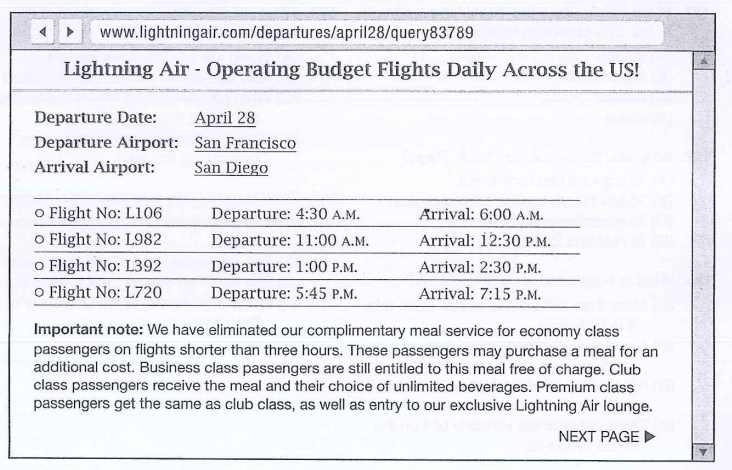 www.lightningair.com/departures/april28/query83789
Lightning Air - Operating Budget Flights Daily Across the US!
Departure Date: April 28
Departure Airport: San Francisco
Arrival Airport: San Diego
Flight No: L106 Departure: 4:30 A.M. Arrival: 6:00 A.M.
Flight No: L982 Departure: 11:00 A.M. Arrival: 12:30 P.M.
Flight No: L392 Departure: 1:00 P.M. Arrival: 2:30 P.M.
Flight No: L720 Departure: 5:45 P.M. Arrival: 7:15 P.M.
Important note: We have eliminated our complimentary meal service for economy class
passengers on flights shorter than three hours. These passengers may purchase a meal for an
additional cost. Business class passengers are still entitled to this meal free of charge. Club
class passengers receive the meal and their choice of unlimited beverages. Premium class
passengers get the same as club class, as well as entry to our exclusive Lightning Air lounge.
NEXT PAGE